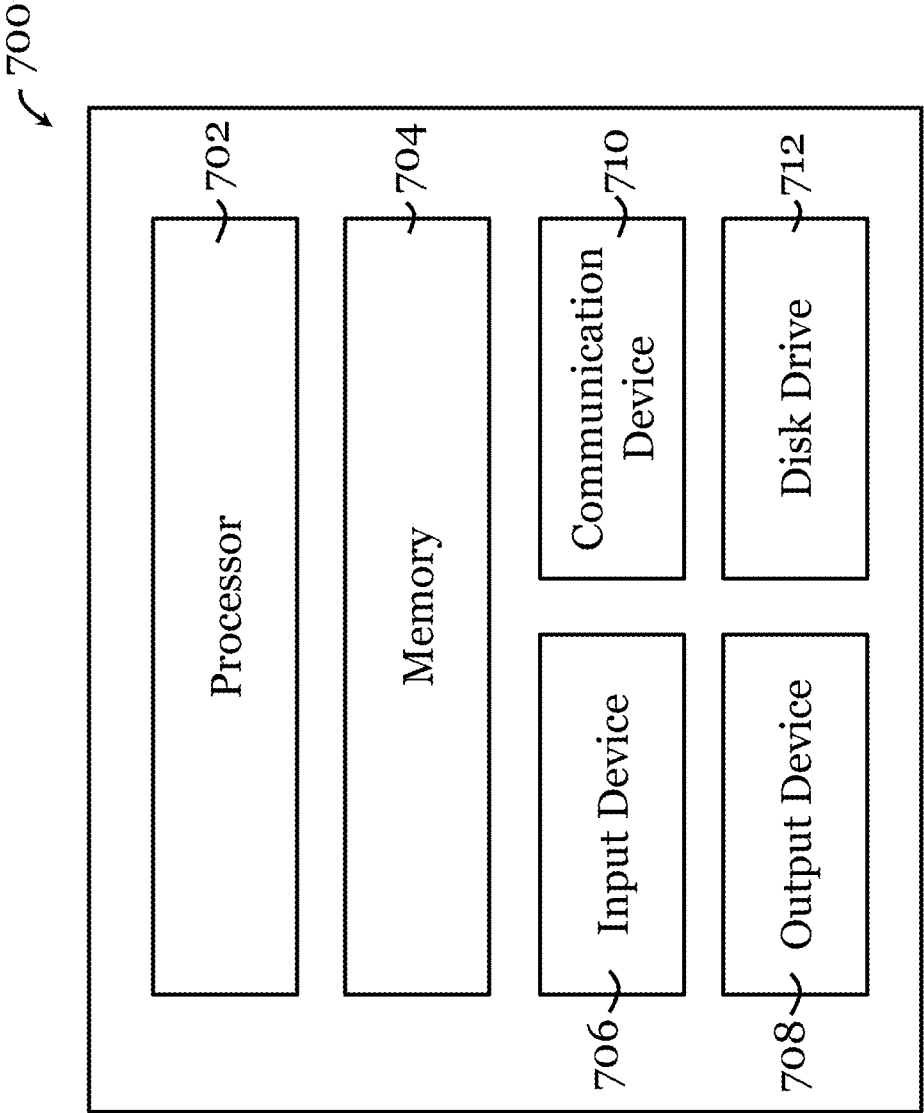 700
Processor
702
Memory
704
706
Input Device
Communication
Device
710
708
Output Device
Disk Drive
712